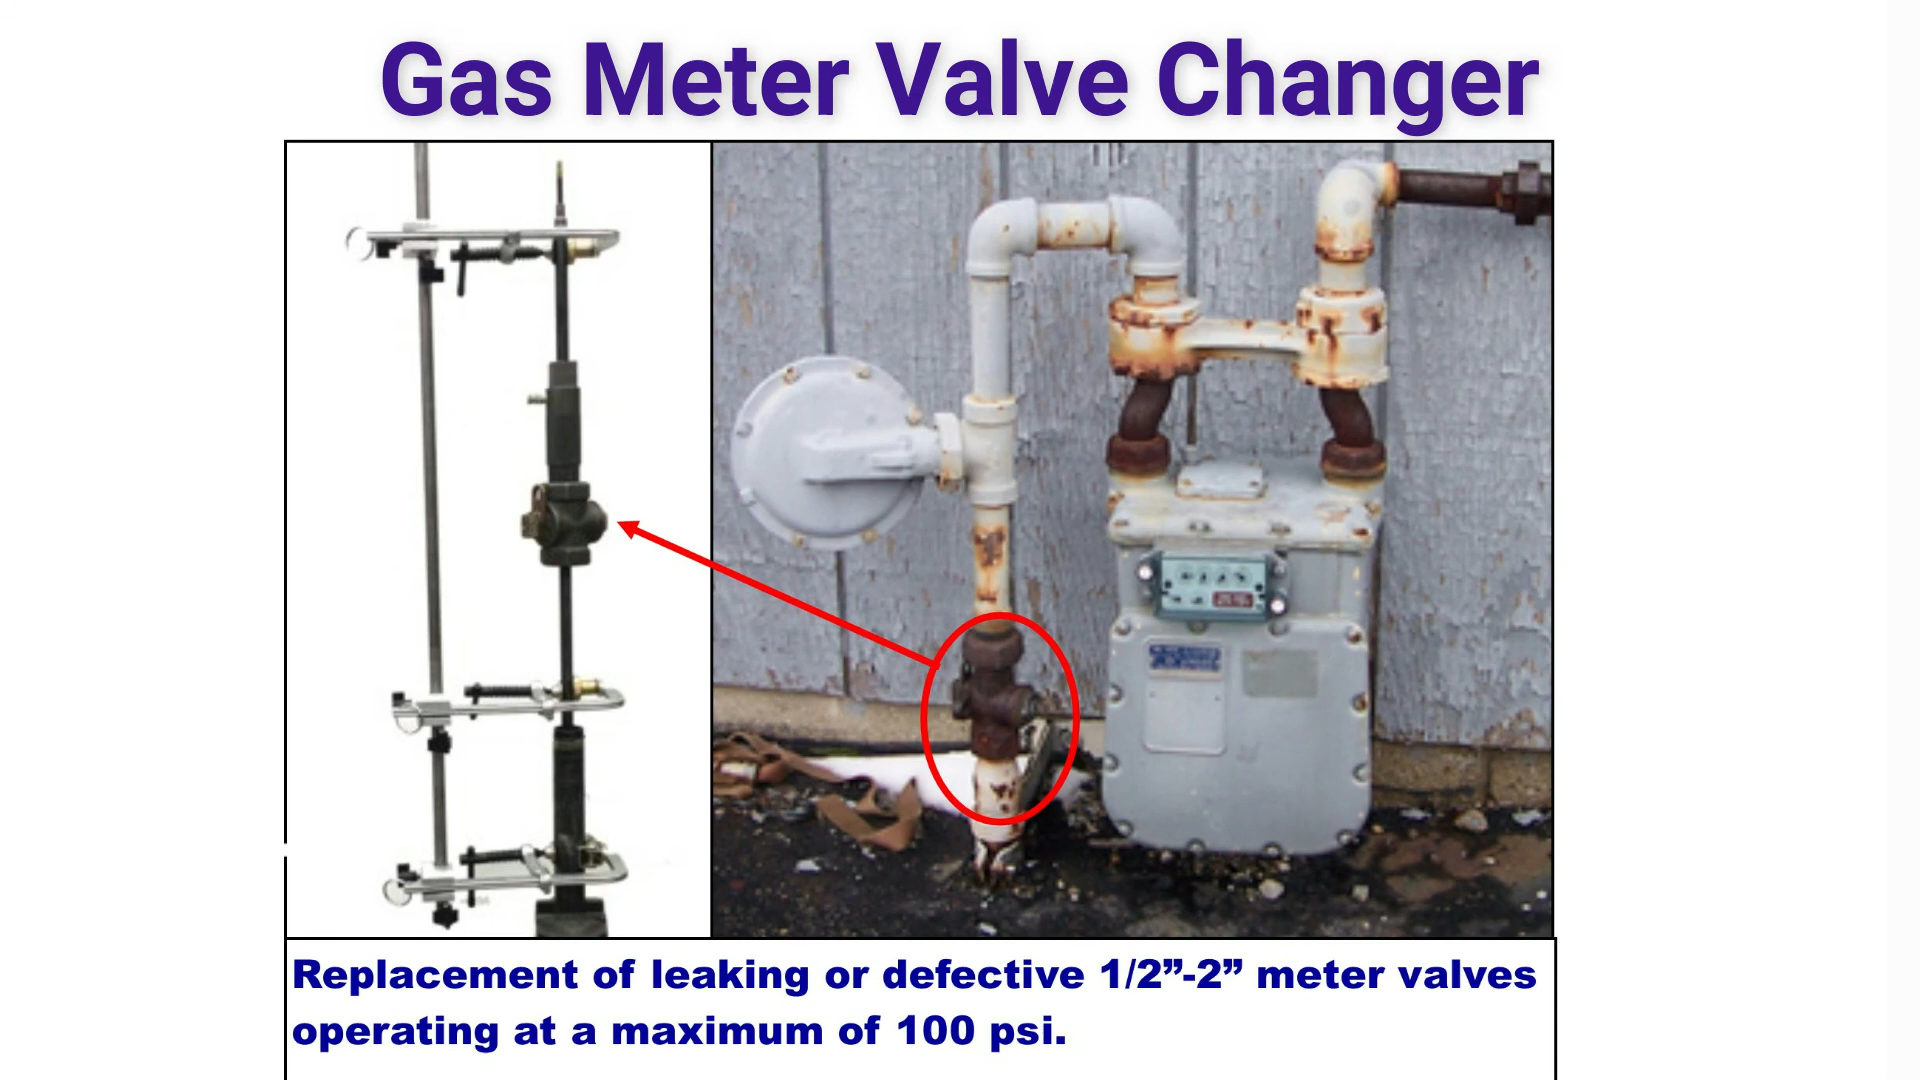 Gas Meter Valve Changer
Replacement of leaking or defective 1/2”-2” meter valves
operating at a maximum of 100 psi.